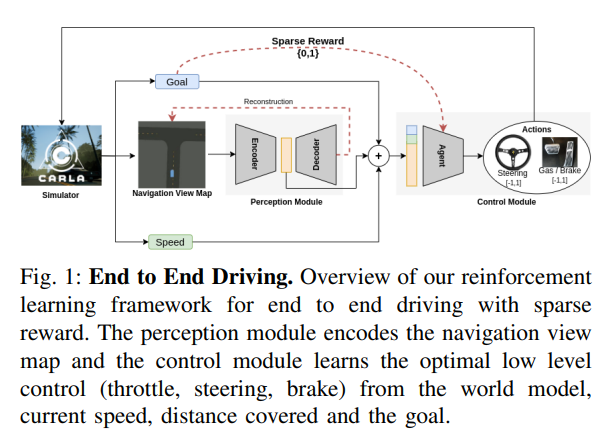 Sparse Reward
{0,1}
Goal
Reconstruction
Encoder
Decoder
+
Agent
Actions
Steering
[-1,1]
Gas / Brake
[-1,1]
CARLA
Simulator
Navigation View Map
Perception Module
Control Module
Speed
Fig. 1: End to End Driving. Overview of our reinforcement
learning framework for end to end driving with sparse
reward. The perception module encodes the navigation view
map and the control module learns the optimal low level
control (throttle, steering, brake) from the world model,
current speed, distance covered and the goal.